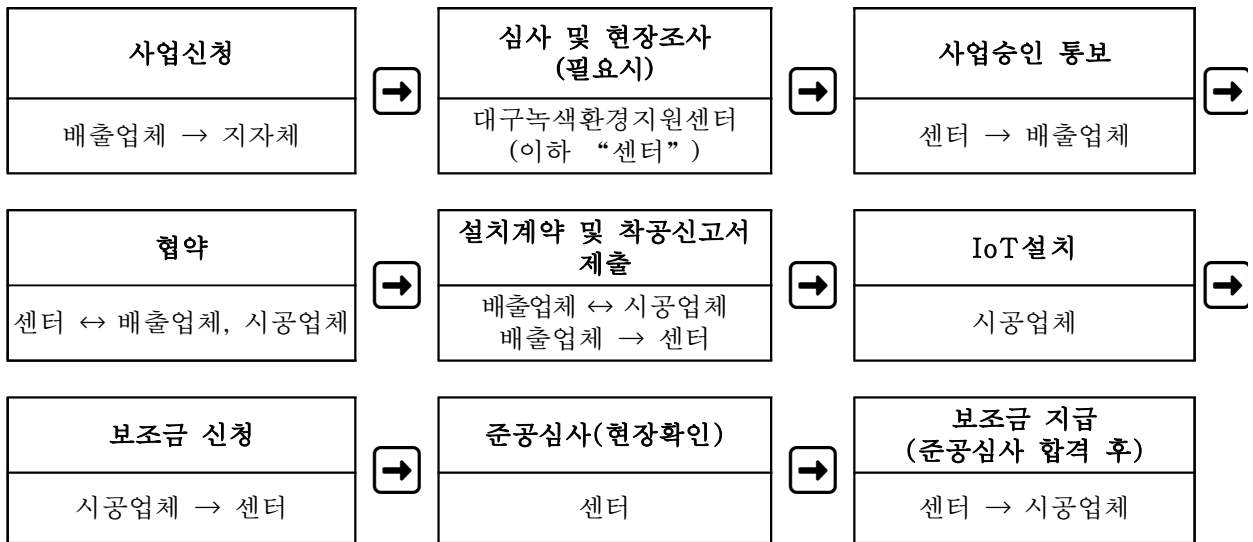 사업신청
배출업체 → 지자체
심사 및 현장조사
(필요시)
대구녹색환경지원센터
(이하 “센터”)
사업승인 통보
센터 → 배출업체
협약
센터 ↔ 배출업체, 시공업체
설치계약 및 착공신고서
제출
배출업체 ↔ 시공업체
배출업체 → 센터
IoT설치
시공업체
보조금 신청
시공업체 → 센터
준공심사(현장확인)
센터
보조금 지급
(준공심사 합격 후)
센터 → 시공업체